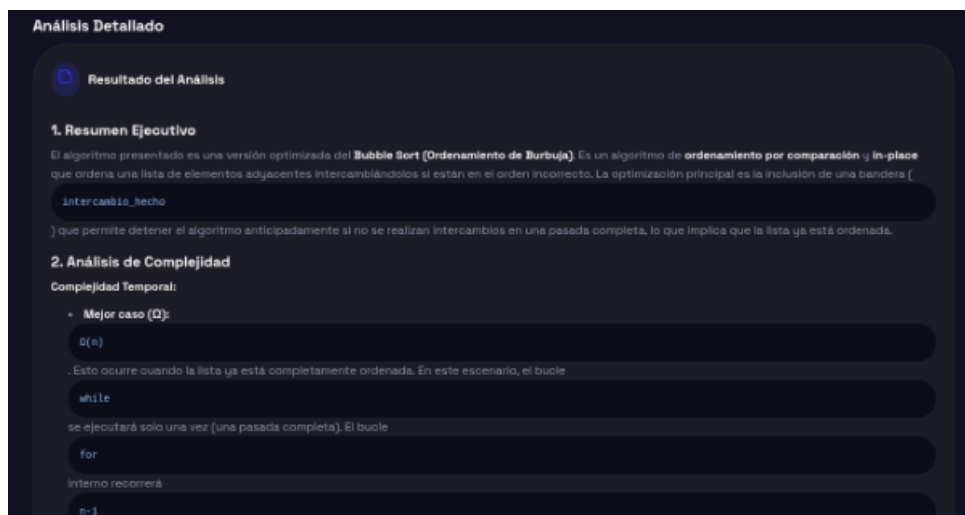 Análisis Detallado
Resultado del Análisis
1. Resumen Ejecutivo
El algoritmo presentado es una versión optimizada del Bubble Sort (Ordenamiento de Burbuja). Es un algoritmo de ordenamiento por comparación y in-place
que ordena una lista de elementos adyacentes intercambiándolos si están en el orden incorrecto. La optimización principal es la inclusión de una bandera (
intercambio_hecho
) que permite detener el algoritmo anticipadamente si no se realizan intercambios en una pasada completa, lo que implica que la lista ya está ordenada.
2. Análisis de Complejidad
Complejidad Temporal:
• Mejor caso (Ω):
Ω(n)
. Esto ocurre cuando la lista ya está completamente ordenada. En este escenario, el bucle
while
se ejecutará solo una vez (una pasada completa). El bucle
for
interno recorrerá
n-1